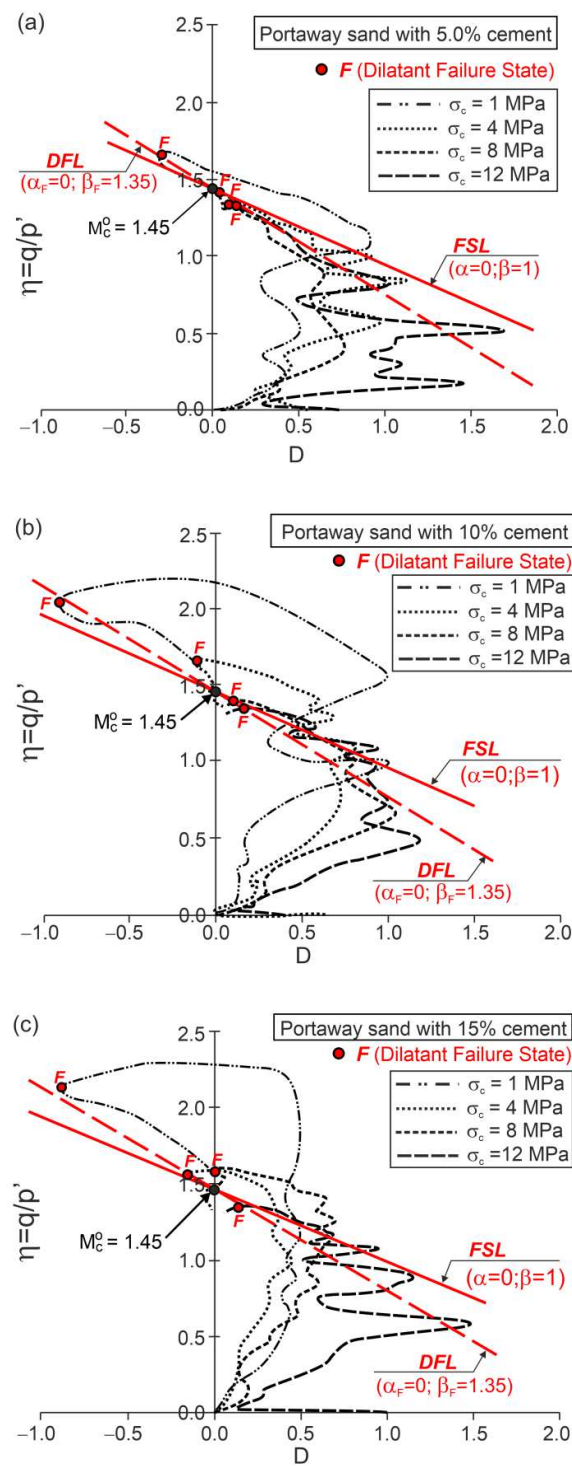 (a)
2.5
Portaway sand with 5.0% cement
F (Dilatant Failure State)
2.0
σc = 1 MPa
σc = 4 MPa
σc = 8 MPa
σc = 12 MPa
F
DFL
(αF=0; βF=1.35)
1.5
F
F
F
Mc° = 1.45
η=q/p'
1.0
FSL
(α=0;β=1)
0.5
0.0
−1.0 −0.5 0.0 0.5 1.0 1.5 2.0
D
(b)
2.5
Portaway sand with 10% cement
F (Dilatant Failure State)
σc = 1 MPa
σc = 4 MPa
σc = 8 MPa
σc = 12 MPa
F
2.0
F
1.5
F
F
Mc° = 1.45
η=q/p'
1.0
FSL
(α=0;β=1)
0.5
DFL
(αF=0; βF=1.35)
0.0
−1.0 −0.5 0.0 0.5 1.0 1.5 2.0
D
(c)
Portaway sand with 15% cement
2.5
F (Dilatant Failure State)
σc = 1 MPa
σc = 4 MPa
σc = 8 MPa
σc =12 MPa
F
2.0
F F
1.5
F
Mc° = 1.45
η=q/p'
1.0
FSL
(α=0;β=1)
0.5
DFL
(αF=0; βF=1.35)
0.0
−1.0 −0.5 0.0 0.5 1.0 1.5 2.0
D